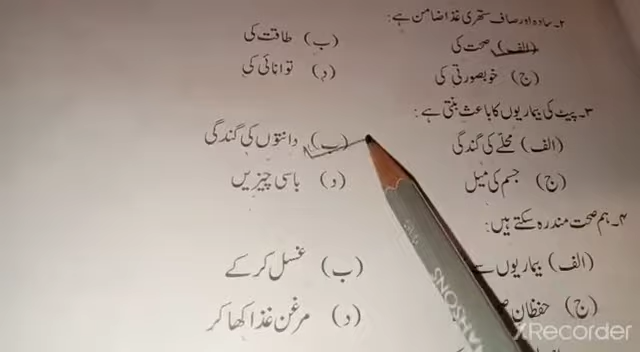 ۲۔ سادہ اور صاف ستھری غذا ضامن ہے:
(الف) صحت کی (ب) طاقت کی
(ج) خوبصورتی کی (د) توانائی کی
۳۔ پیٹ کی بیماریوں کا باعث بنتی ہے:
(الف) محلے کی گندگی (ب) دانتوں کی گندگی
(ج) جسم کی میل (د) باسی چیزیں
۴۔ ہم صحت مند رہ سکتے ہیں:
(الف) بیماریوں سے (ب) غسل کر کے
(ج) حفظان (د) مرغن غذا کھا کر
XRecorder